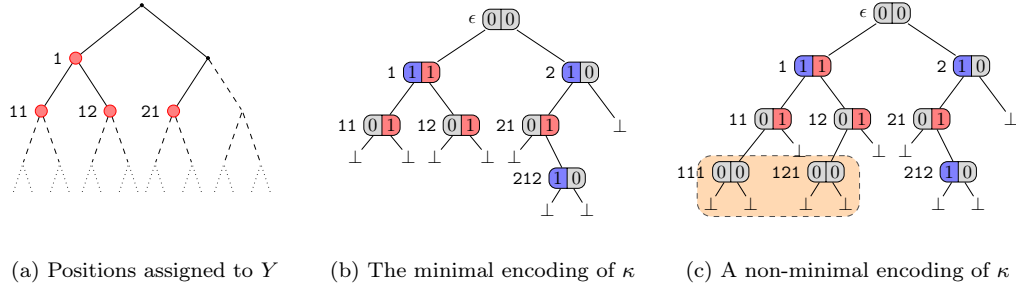 ϵ 0 0
ϵ 0 0
1
1 1 1
2 1 0
1 1 1
2 1 0
11
12
21
11 0 1
12 0 1
21 0 1
⊥
11 0 1
12 0 1
21 0 1
⊥
⊥ ⊥ ⊥ ⊥ ⊥
⊥ ⊥ ⊥
212 1 0
111 0 0
121 0 0
212 1 0
⊥ ⊥
⊥ ⊥ ⊥ ⊥ ⊥ ⊥
(a) Positions assigned to Y
(b) The minimal encoding of κ
(c) A non-minimal encoding of κ